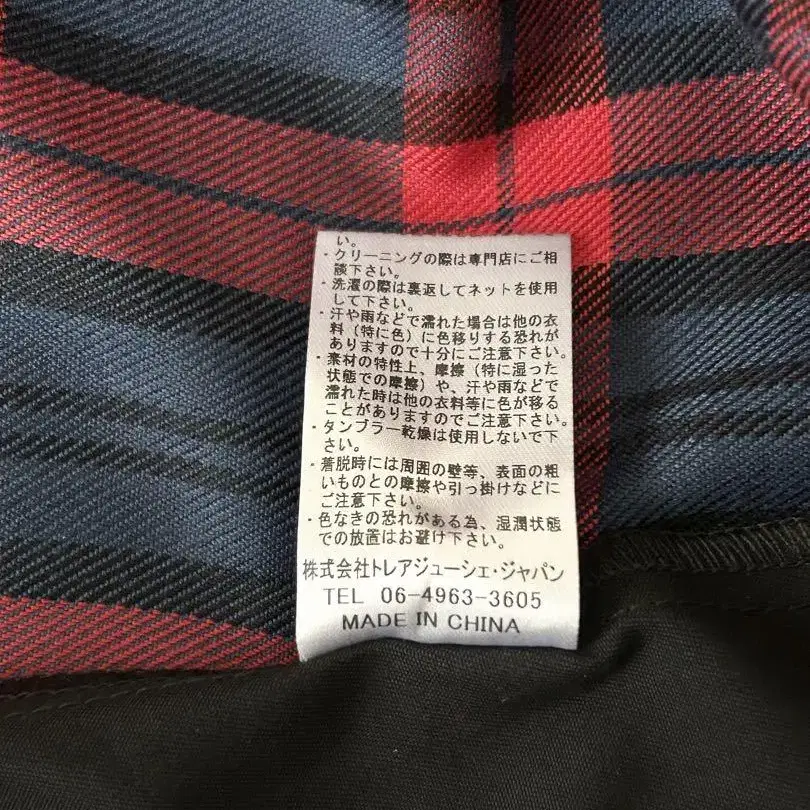 い。
・クリーニングの際は専門店にご相
談下さい。
・洗濯の際は裏返してネットを使用
して下さい。
・汗や雨などで濡れた場合は他の衣
料（特に色）に色移りする恐れが
ありますので十分にご注意下さい。
・素材の特性上、摩擦（特に湿った
状態での摩擦）や、汗や雨などで
濡れた時は他の衣料等に色が移る
ことがありますのでご注意下さい。
・タンブラー乾燥は使用しないで下
さい。
・着脱時には周囲の壁等、表面の粗
いものとの摩擦や引っ掛けなどに
ご注意下さい。
・色なきの恐れがある為、湿潤状態
での放置はお避け下さい。
株式会社トレアジューシェ・ジャパン
TEL 06-4963-3605
MADE IN CHINA